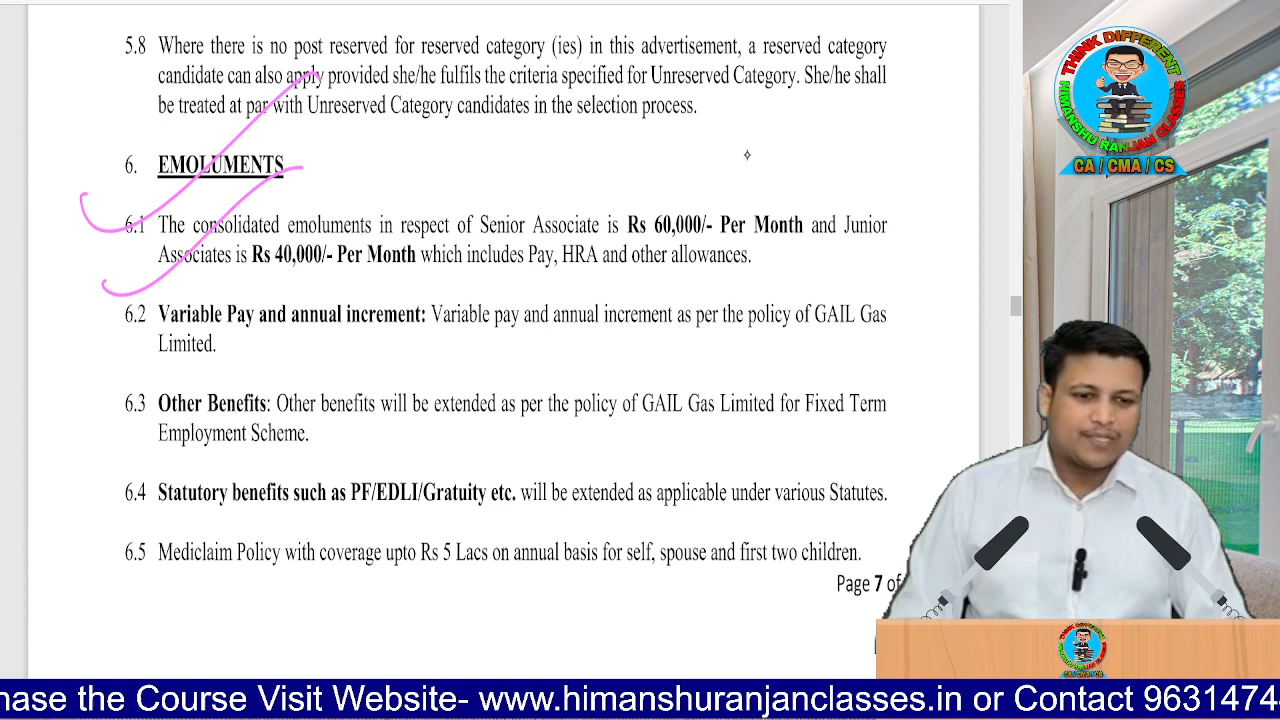 5.8 Where there is no post reserved for reserved category (ies) in this advertisement, a reserved category
candidate can also apply provided she/he fulfils the criteria specified for Unreserved Category. She/he shall
be treated at par with Unreserved Category candidates in the selection process.
6. EMOLUMENTS
6.1 The consolidated emoluments in respect of Senior Associate is Rs 60,000/- Per Month and Junior
Associates is Rs 40,000/- Per Month which includes Pay, HRA and other allowances.
6.2 Variable Pay and annual increment: Variable pay and annual increment as per the policy of GAIL Gas
Limited.
6.3 Other Benefits: Other benefits will be extended as per the policy of GAIL Gas Limited for Fixed Term
Employment Scheme.
6.4 Statutory benefits such as PF/EDLI/Gratuity etc. will be extended as applicable under various Statutes.
6.5 Mediclaim Policy with coverage upto Rs 5 Lacs on annual basis for self, spouse and first two children.
Page 7 of
THINK DIFFERENT
HIMANSHU RANJAN CLASSES
CA / CMA / CS
THINK DIFFERENT
HIMANSHU RANJAN CLASSES
CA / CMA / CS
hase the Course Visit Website- www.himanshuranjanclasses.in or Contact 9631474